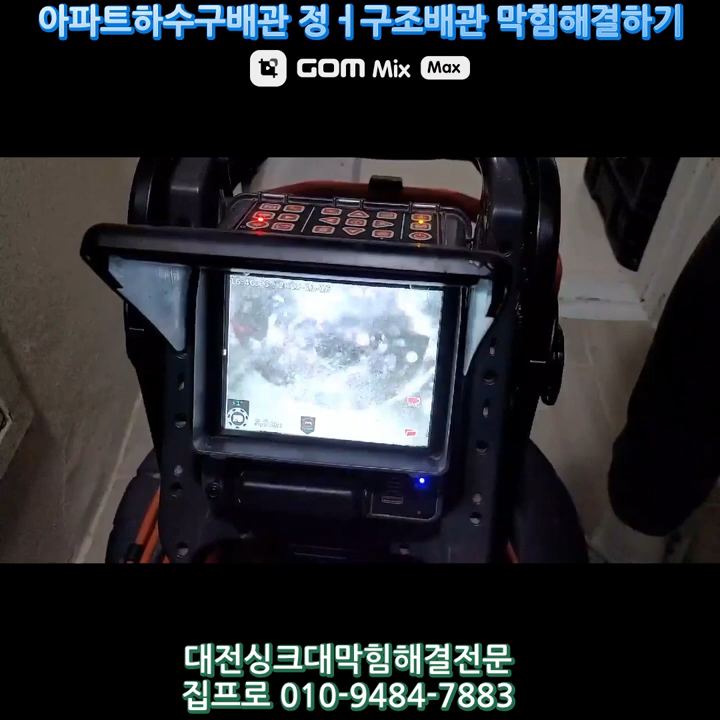 아파트하수구배관 정ㅓ구조배관 막힘해결하기
GOM Mix Max
대전싱크대막힘해결전문
집프로 010-9484-7883